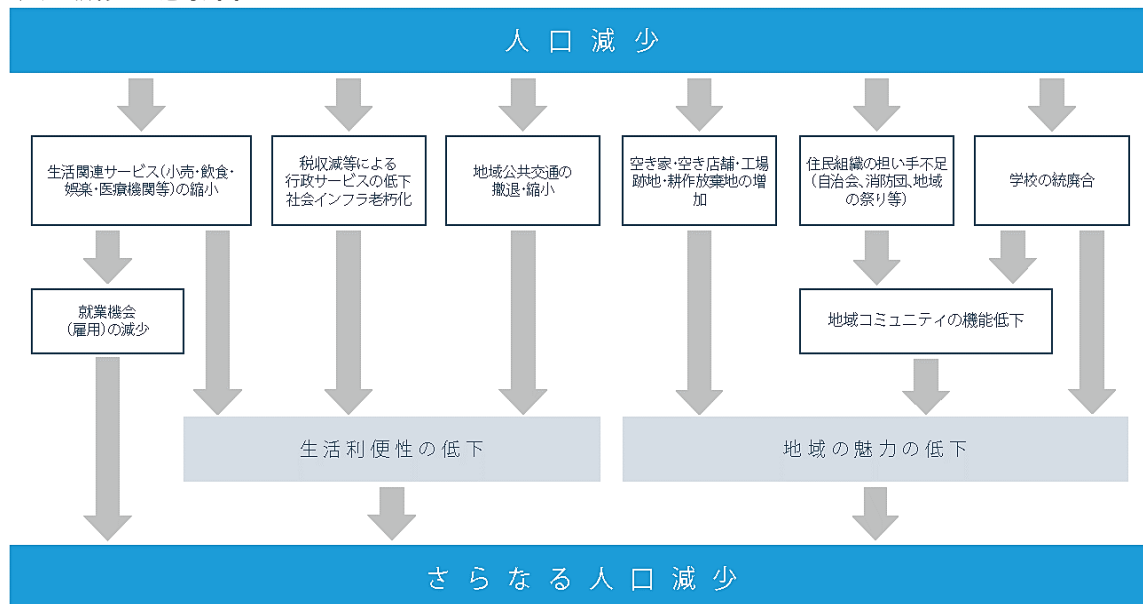 人口減少
生活関連サービス(小売・飲食・
娯楽・医療機関等)の縮小
税収減等による
行政サービスの低下
社会インフラ老朽化
地域公共交通の
撤退・縮小
空き家・空き店舗・工場
跡地・耕作放棄地の増
加
住民組織の担い手不足
(自治会、消防団、地域
の祭り等)
学校の統廃合
就業機会
(雇用)の減少
地域コミュニティの機能低下
生活利便性の低下
地域の魅力の低下
さらなる人口減少